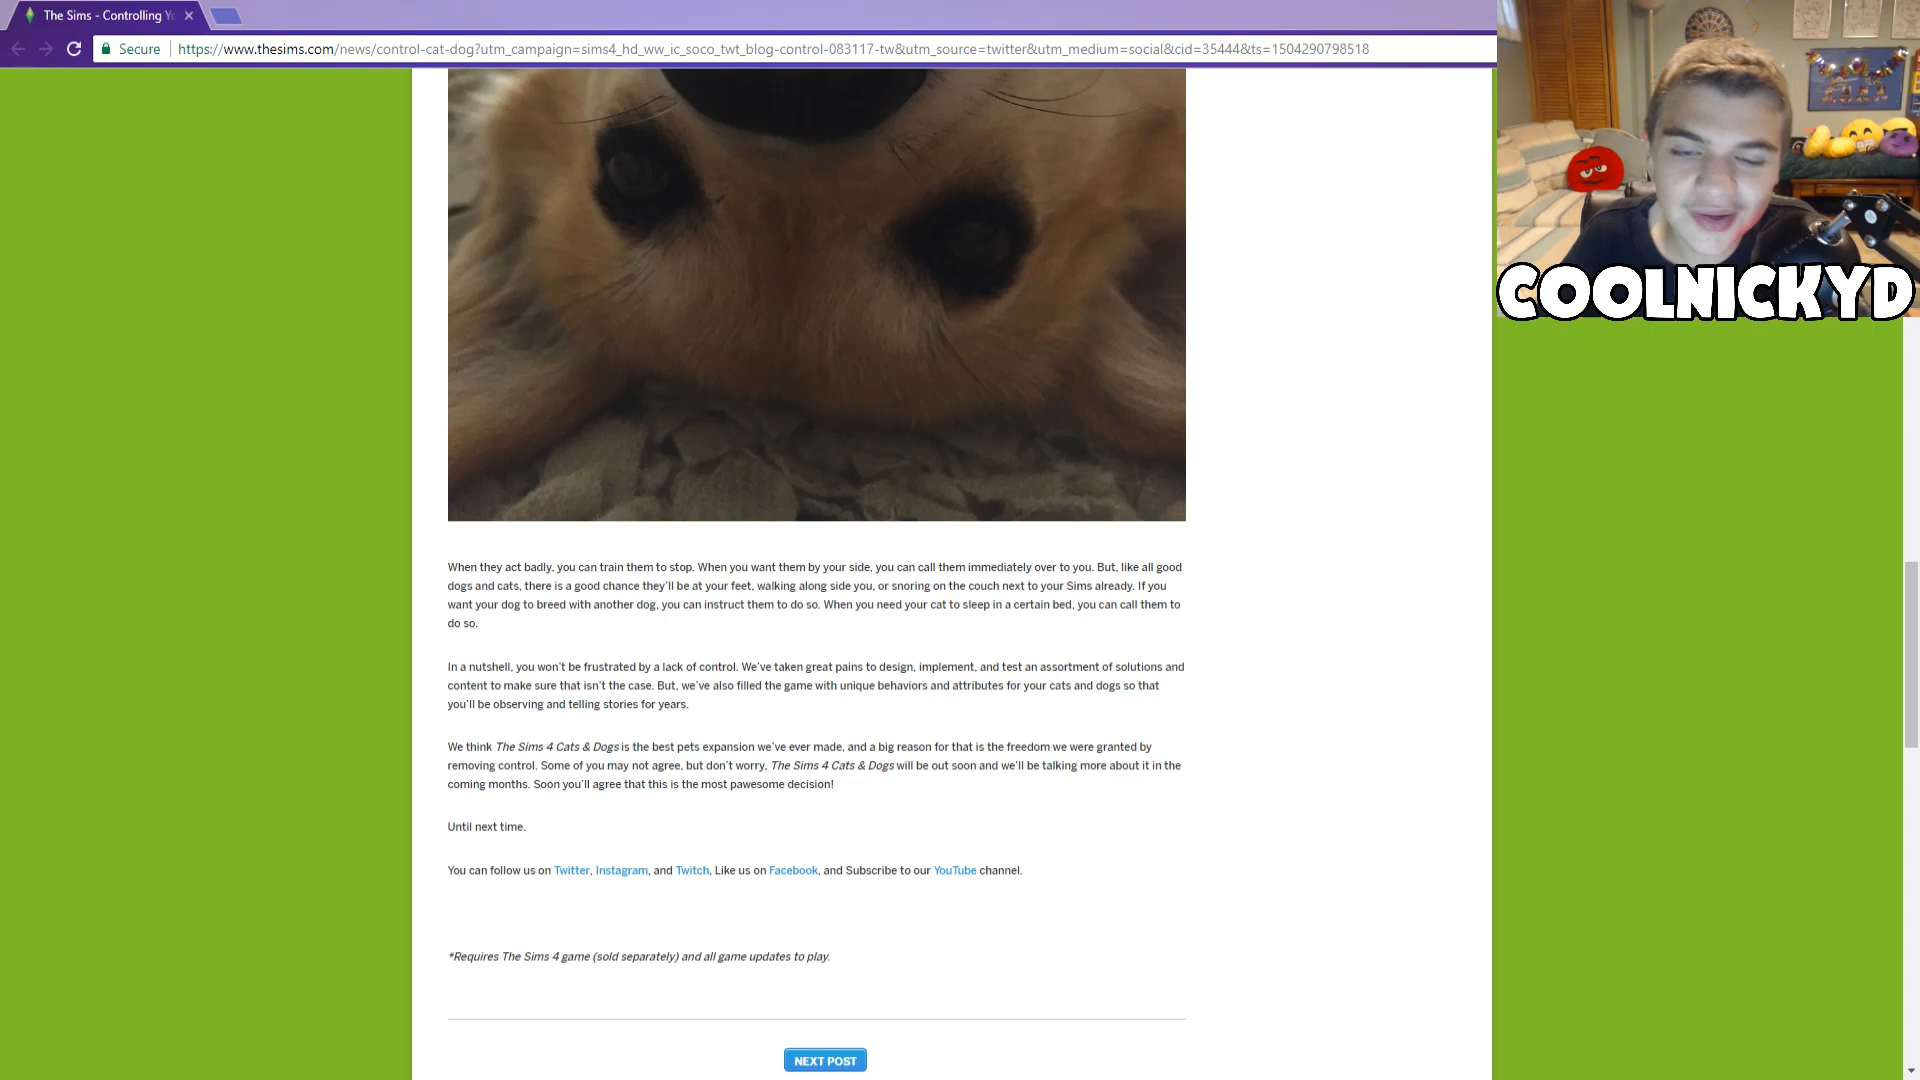 The Sims - Controlling Y
Secure https://www.thesims.com/news/control-cat-dog?utm_campaign=sims4_hd_ww_ic_soco_twt_blog-control-083117-tw&utm_source=twitter&utm_medium=social&cid=35444&ts=1504290798518
COOLNICKYD
When they act badly, you can train them to stop. When you want them by your side, you can call them immediately over to you. But, like all good
dogs and cats, there is a good chance they'll be at your feet, walking along side you, or snoring on the couch next to your Sims already. If you
want your dog to breed with another dog, you can instruct them to do so. When you need your cat to sleep in a certain bed, you can call them to
do so.
In a nutshell, you won't be frustrated by a lack of control. We've taken great pains to design, implement, and test an assortment of solutions and
content to make sure that isn't the case. But, we've also filled the game with unique behaviors and attributes for your cats and dogs so that
you'll be observing and telling stories for years.
We think The Sims 4 Cats & Dogs is the best pets expansion we've ever made, and a big reason for that is the freedom we were granted by
removing control. Some of you may not agree, but don't worry, The Sims 4 Cats & Dogs will be out soon and we'll be talking more about it in the
coming months. Soon you'll agree that this is the most pawesome decision!
Until next time.
You can follow us on Twitter, Instagram, and Twitch, Like us on Facebook, and Subscribe to our YouTube channel.
*Requires The Sims 4 game (sold separately) and all game updates to play.
NEXT POST